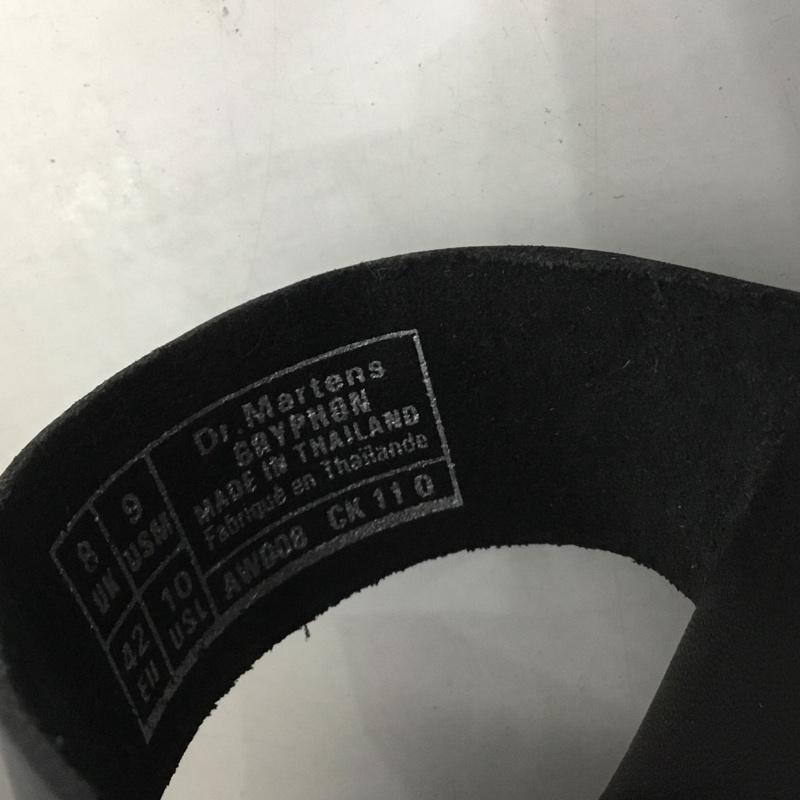 Dr. Martens
GRYPHON
MADE IN THAILAND
Fabriqué en Thaïlande
8 UK
9 USM
42 EU
10 USL
AW008 CK 11 O